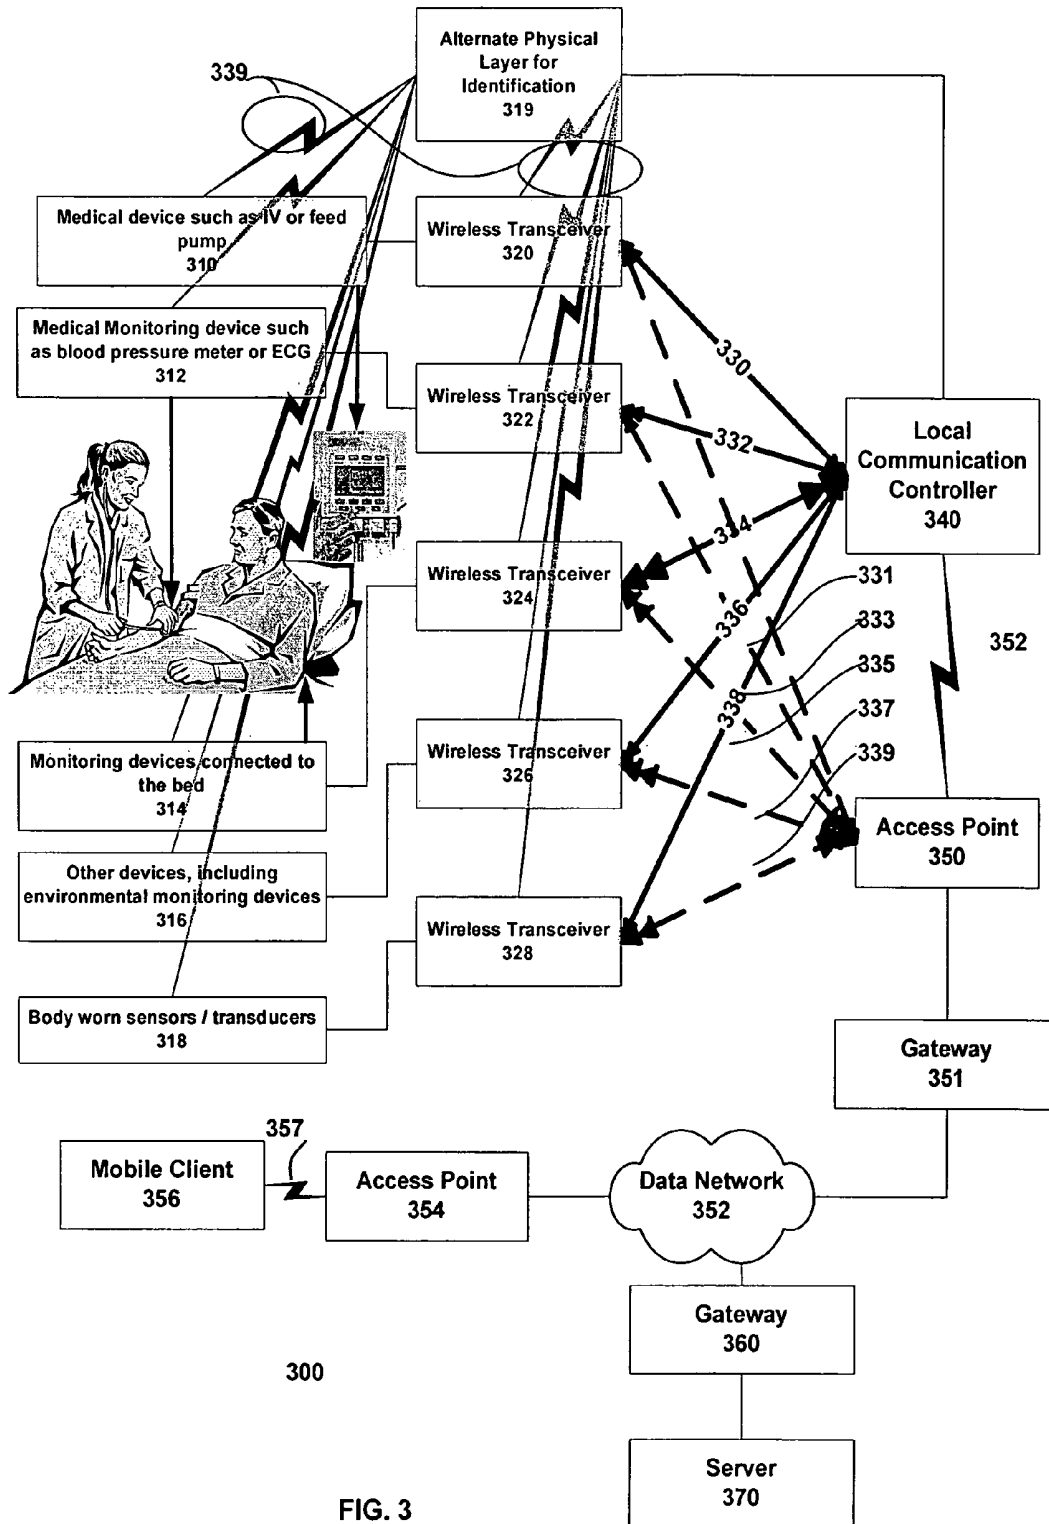 Alternate Physical
Layer for
Identification
319
339
Medical device such as IV or feed
pump
310
Wireless Transceiver
320
Medical Monitoring device such
as blood pressure meter or ECG
312
Wireless Transceiver
322
330
332
Local
Communication
Controller
340
334
Wireless Transceiver
324
331
336
333
352
335
338
337
339
Monitoring devices connected to
the bed
314
Wireless Transceiver
326
Access Point
350
Other devices, including
environmental monitoring devices
316
Wireless Transceiver
328
Body worn sensors / transducers
318
Gateway
351
357
Mobile Client
356
Access Point
354
Data Network
352
Gateway
360
300
Server
370
FIG. 3